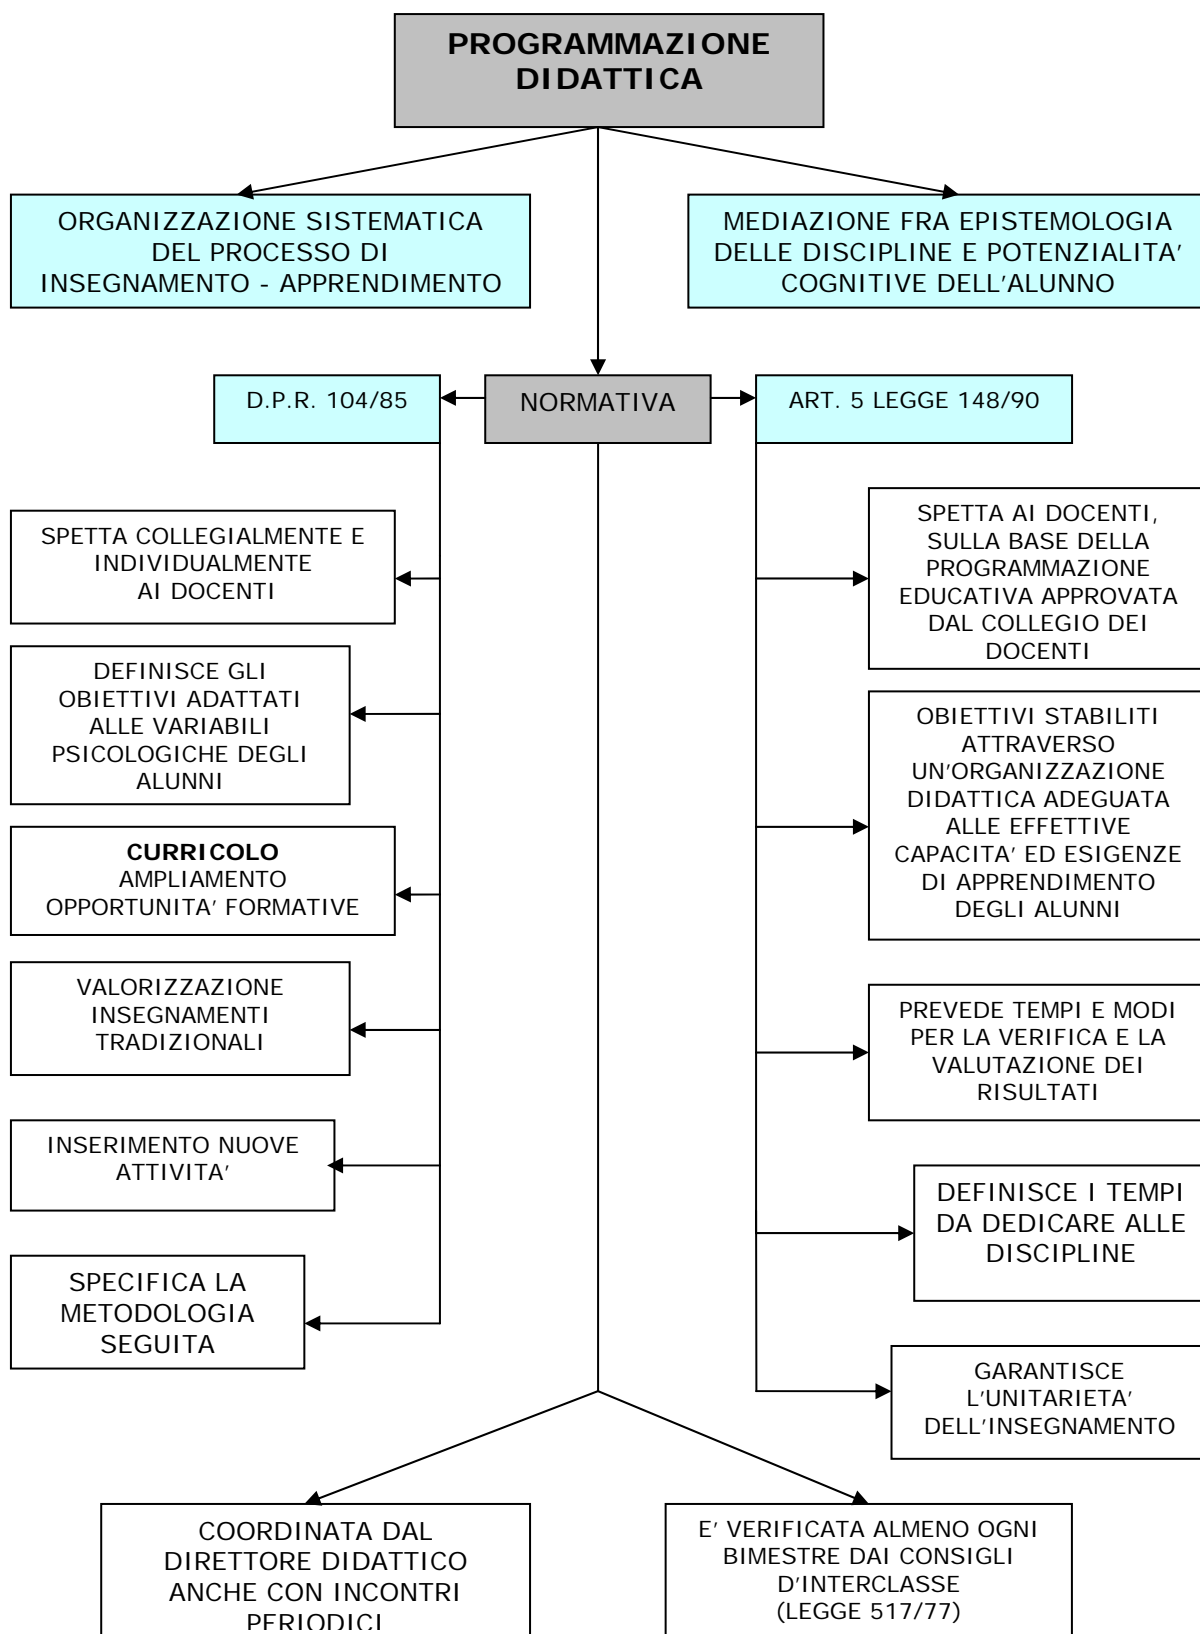 PROGRAMMAZIONE
DIDATTICA
ORGANIZZAZIONE SISTEMATICA
DEL PROCESSO DI
INSEGNAMENTO - APPRENDIMENTO
MEDIAZIONE FRA EPISTEMOLOGIA
DELLE DISCIPLINE E POTENZIALITA'
COGNITIVE DELL'ALUNNO
D.P.R. 104/85
NORMATIVA
ART. 5 LEGGE 148/90
SPETTA COLLEGIALMENTE E
INDIVIDUALMENTE
AI DOCENTI
DEFINISCE GLI
OBIETTIVI ADATTATI
ALLE VARIABILI
PSICOLOGICHE DEGLI
ALUNNI
CURRICOLO
AMPLIAMENTO
OPPORTUNITA' FORMATIVE
VALORIZZAZIONE
INSEGNAMENTI
TRADIZIONALI
INSERIMENTO NUOVE
ATTIVITA'
SPECIFICA LA
METODOLOGIA
SEGUITA
SPETTA AI DOCENTI,
SULLA BASE DELLA
PROGRAMMAZIONE
EDUCATIVA APPROVATA
DAL COLLEGIO DEI
DOCENTI
OBIETTIVI STABILITI
ATTRAVERSO
UN'ORGANIZZAZIONE
DIDATTICA ADEGUATA
ALLE EFFETTIVE
CAPACITA' ED ESIGENZE
DI APPRENDIMENTO
DEGLI ALUNNI
PREVEDE TEMPI E MODI
PER LA VERIFICA E LA
VALUTAZIONE DEI
RISULTATI
DEFINISCE I TEMPI
DA DEDICARE ALLE
DISCIPLINE
GARANTISCE
L'UNITARIETA'
DELL'INSEGNAMENTO
COORDINATA DAL
DIRETTORE DIDATTICO
ANCHE CON INCONTRI
PERIODICI
E' VERIFICATA ALMENO OGNI
BIMESTRE DAI CONSIGLI
D'INTERCLASSE
(LEGGE 517/77)